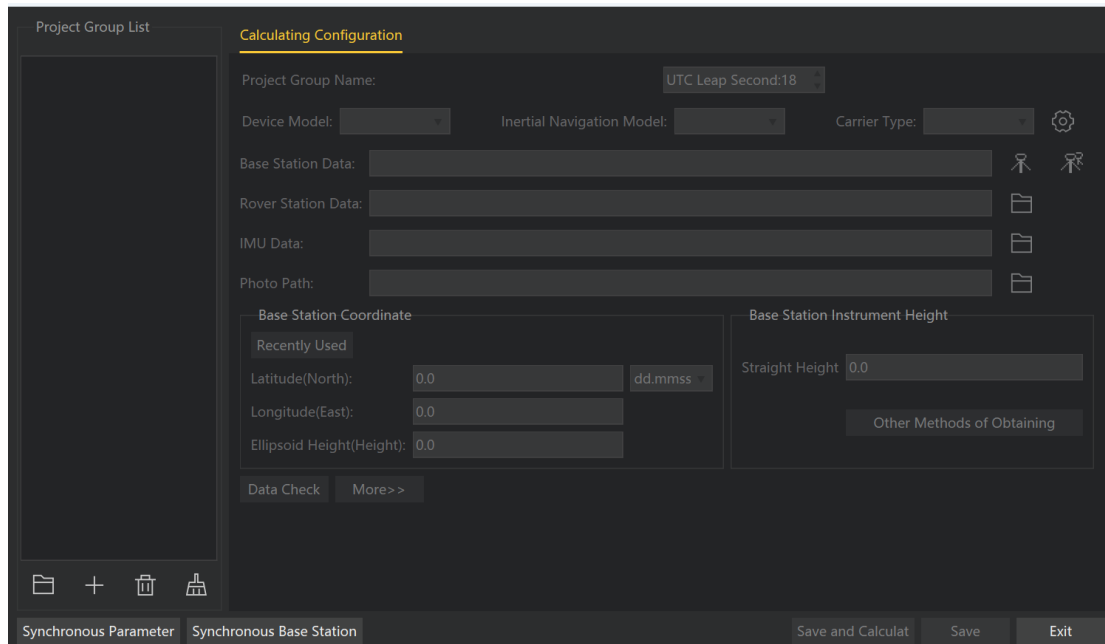 Project Group List
Calculating Configuration
Project Group Name:
UTC Leap Second:18
Device Model:
Inertial Navigation Model:
Carrier Type:
Base Station Data:
Rover Station Data:
IMU Data:
Photo Path:
Base Station Coordinate
Recently Used
Latitude(North): 0.0 dd.mmss
Longitude(East): 0.0
Ellipsoid Height(Height): 0.0
Base Station Instrument Height
Straight Height 0.0
Other Methods of Obtaining
Data Check More>>
Synchronous Parameter Synchronous Base Station Save and Calculat Save Exit